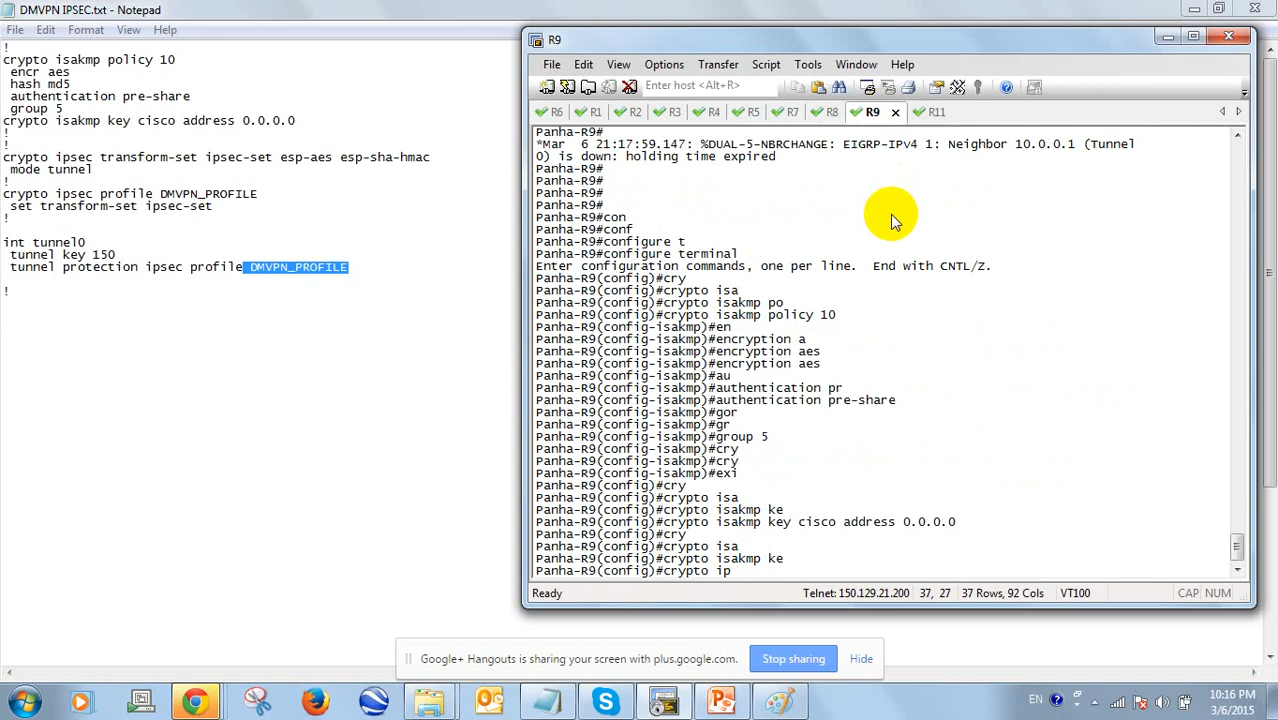 DMVPN IPSEC.txt - Notepad
File Edit Format View Help
!
crypto isakmp policy 10
encr aes
hash md5
authentication pre-share
group 5
crypto isakmp key cisco address 0.0.0.0
!
!
crypto ipsec transform-set ipsec-set esp-aes esp-sha-hmac
mode tunnel
!
crypto ipsec profile DMVPN_PROFILE
set transform-set ipsec-set
!
int tunnel0
tunnel key 150
tunnel protection ipsec profile DMVPN_PROFILE
!
R9
File Edit View Options Transfer Script Tools Window Help
Enter host <Alt+R>
R6 R1 R2 R3 R4 R5 R7 R8 R9 R11
Panha-R9#
*Mar  6 21:17:59.147: %DUAL-5-NBRCHANGE: EIGRP-IPv4 1: Neighbor 10.0.0.1 (Tunnel
0) is down: holding time expired
Panha-R9#
Panha-R9#
Panha-R9#
Panha-R9#
Panha-R9#con
Panha-R9#conf
Panha-R9#configure t
Panha-R9#configure terminal
Enter configuration commands, one per line.  End with CNTL/Z.
Panha-R9(config)#cry
Panha-R9(config)#crypto isa
Panha-R9(config)#crypto isakmp po
Panha-R9(config)#crypto isakmp policy 10
Panha-R9(config-isakmp)#en
Panha-R9(config-isakmp)#encryption a
Panha-R9(config-isakmp)#encryption aes
Panha-R9(config-isakmp)#encryption aes
Panha-R9(config-isakmp)#au
Panha-R9(config-isakmp)#authentication pr
Panha-R9(config-isakmp)#authentication pre-share
Panha-R9(config-isakmp)#gor
Panha-R9(config-isakmp)#gr
Panha-R9(config-isakmp)#group 5
Panha-R9(config-isakmp)#cry
Panha-R9(config-isakmp)#cry
Panha-R9(config-isakmp)#exi
Panha-R9(config)#cry
Panha-R9(config)#crypto isa
Panha-R9(config)#crypto isakmp ke
Panha-R9(config)#crypto isakmp key cisco address 0.0.0.0
Panha-R9(config)#cry
Panha-R9(config)#crypto isa
Panha-R9(config)#crypto isakmp ke
Panha-R9(config)#crypto ip
Ready Telnet: 150.129.21.200 37, 27 37 Rows, 92 Cols VT100 CAP NUM
Google+ Hangouts is sharing your screen with plus.google.com. Stop sharing Hide
EN 10:16 PM
3/6/2015